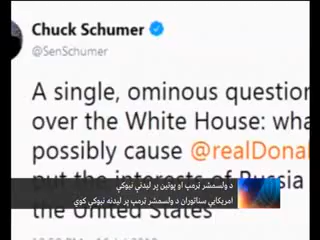 Chuck Schumer
@SenSchumer
A single, ominous question
over the White House: wha
possibly cause @realDonal
put the interests of Russia
د ولسمشر ټرمپ او پوتین پر لیدنې نیوکې
امریکایي سناتوران د ولسمشر ټرمپ پر لیدنه نیوکې کوي
the United States